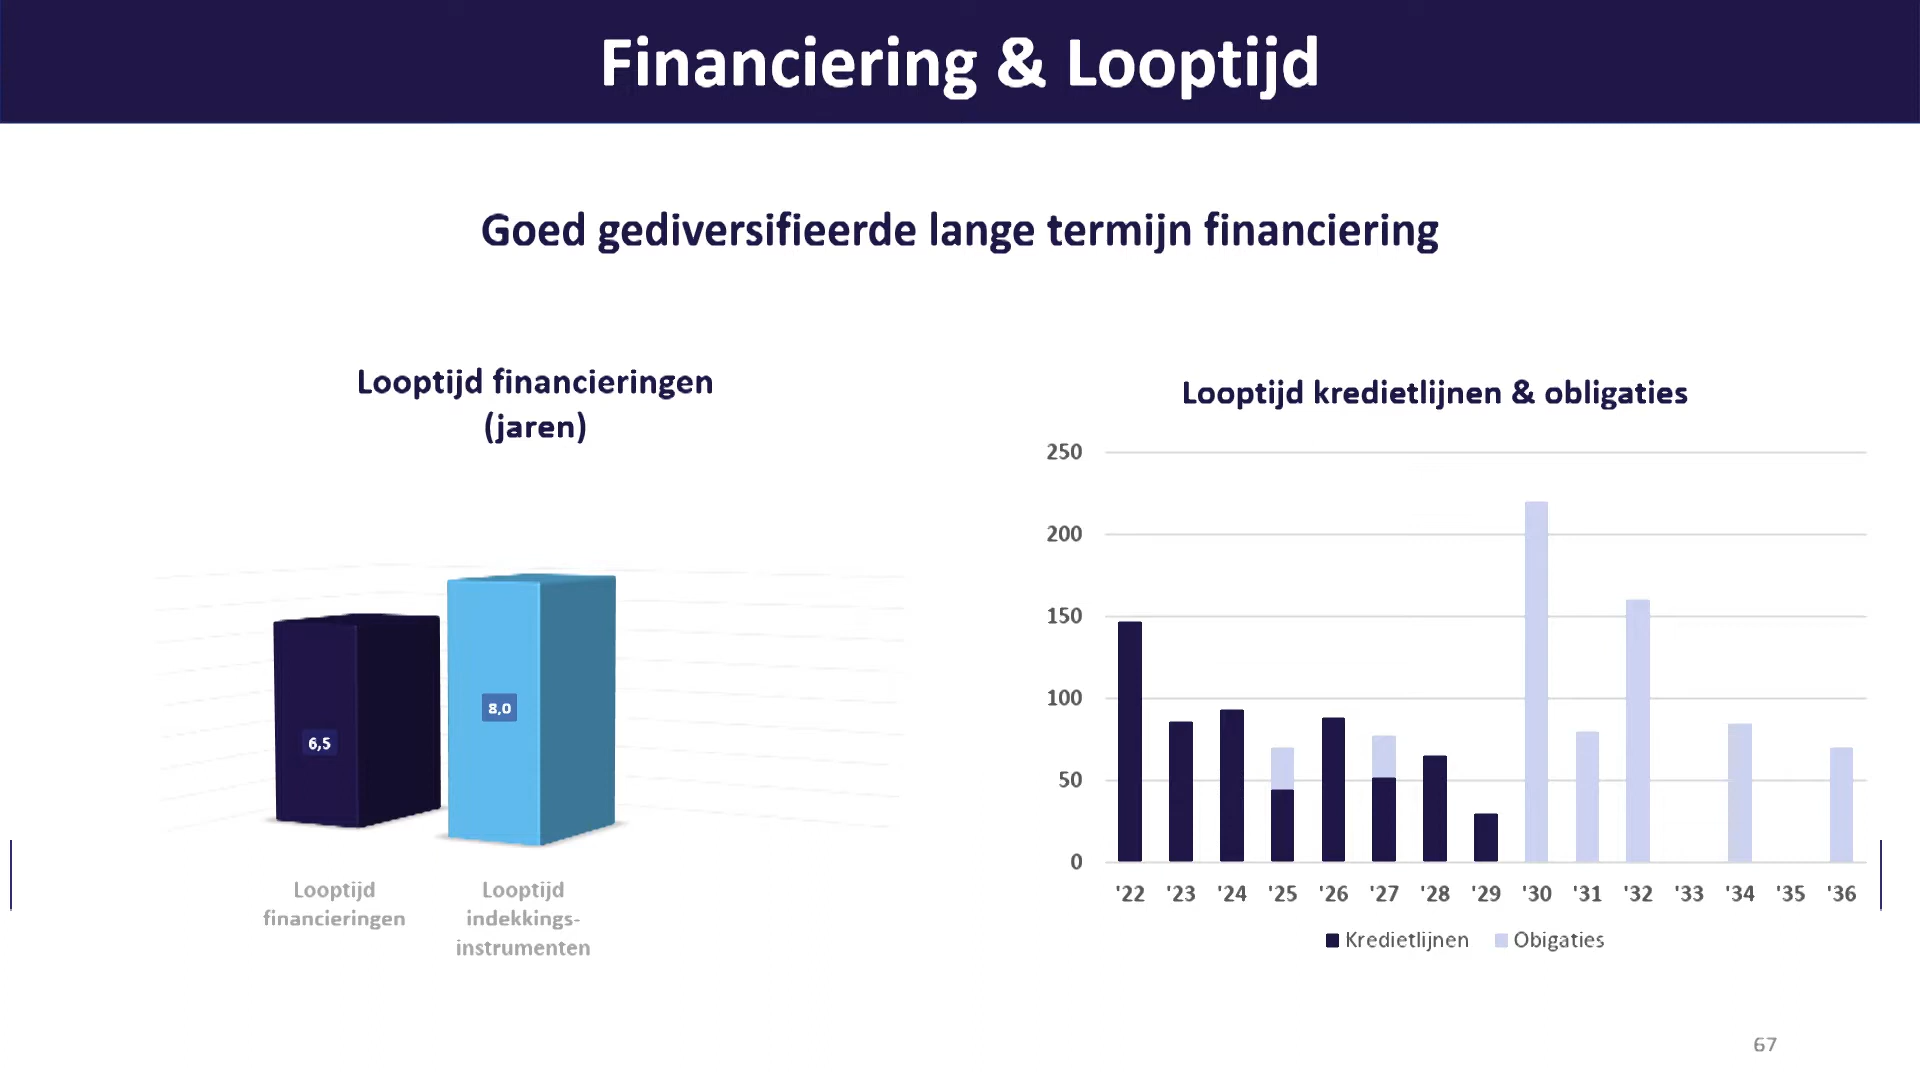 Financiering & Looptijd
Goed gediversifieerde lange termijn financiering
Looptijd financieringen
(jaren)
6,5
8,0
Looptijd
financieringen
Looptijd
indekkings-
instrumenten
Looptijd kredietlijnen & obligaties
250
200
150
100
50
0
'22 '23 '24 '25 '26 '27 '28 '29 '30 '31 '32 '33 '34 '35 '36
Kredietlijnen Obigaties
67